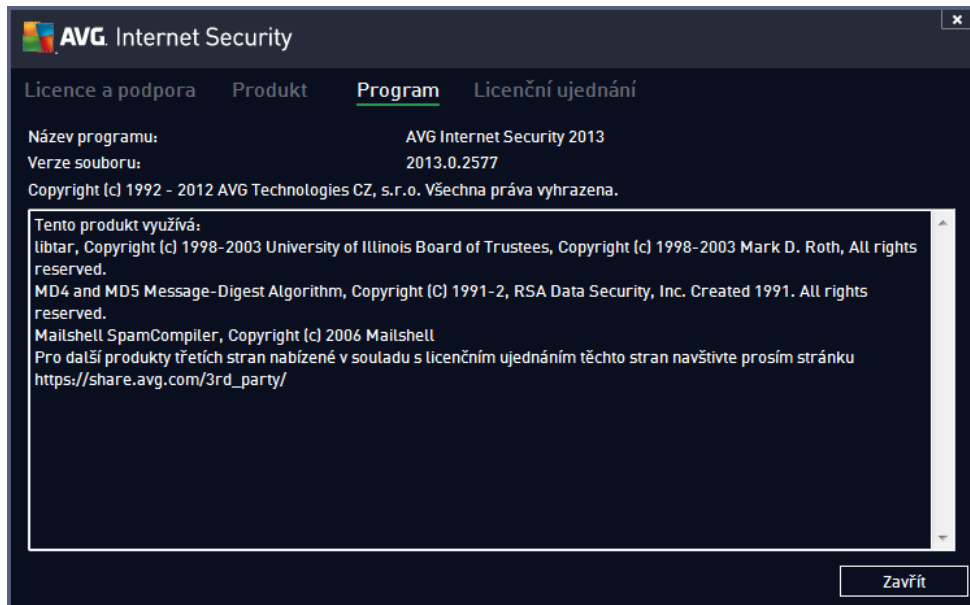 AVG. Internet Security
Licence a podpora Produkt Program Licenční ujednání
Název programu: AVG Internet Security 2013
Verze souboru: 2013.0.2577
Copyright (c) 1992 - 2012 AVG Technologies CZ, s.r.o. Všechna práva vyhrazena.
Tento produkt využívá:
libtar, Copyright (c) 1998-2003 University of Illinois Board of Trustees, Copyright (c) 1998-2003 Mark D. Roth, All rights
reserved.
MD4 and MD5 Message-Digest Algorithm, Copyright (C) 1991-2, RSA Data Security, Inc. Created 1991. All rights
reserved.
Mailshell SpamCompiler, Copyright (c) 2006 Mailshell
Pro další produkty třetích stran nabízené v souladu s licenčním ujednáním těchto stran navštivte prosím stránku
https://share.avg.com/3rd_party/
Zavřít